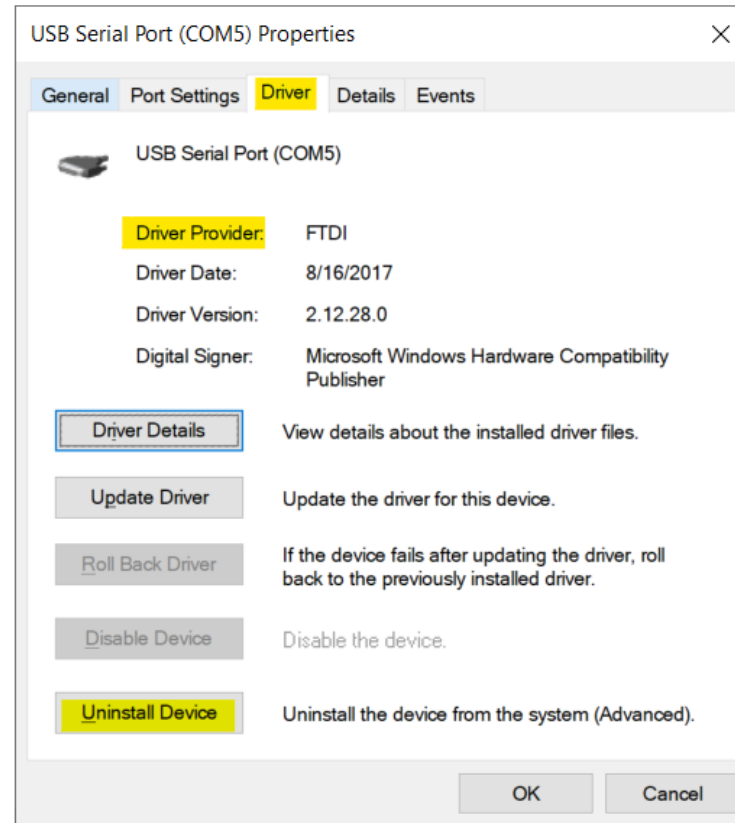 USB Serial Port (COM5) Properties
General Port Settings Driver Details Events
USB Serial Port (COM5)
Driver Provider: FTDI
Driver Date: 8/16/2017
Driver Version: 2.12.28.0
Digital Signer: Microsoft Windows Hardware Compatibility
Publisher
Driver Details View details about the installed driver files.
Update Driver Update the driver for this device.
Roll Back Driver If the device fails after updating the driver, roll
back to the previously installed driver.
Disable Device Disable the device.
Uninstall Device Uninstall the device from the system (Advanced).
OK Cancel